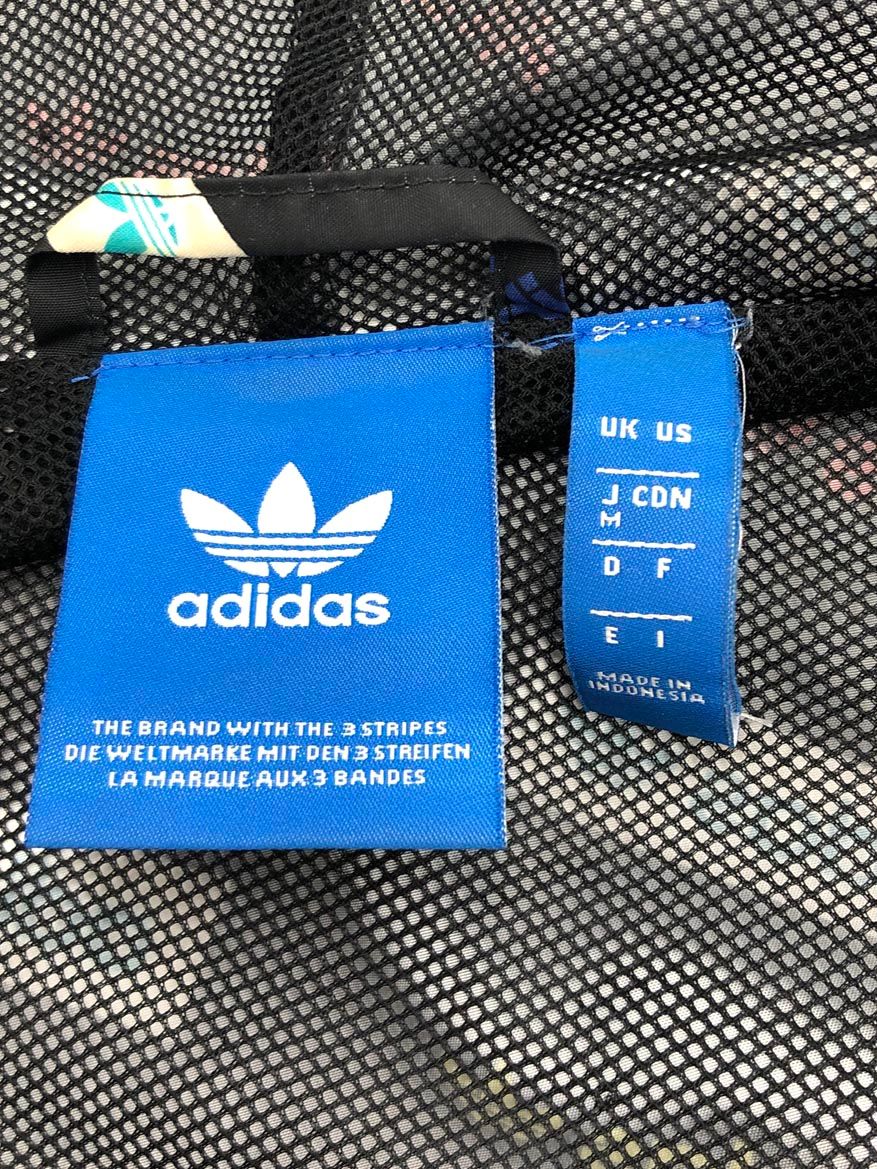 adidas
THE BRAND WITH THE 3 STRIPES
DIE WELTMARKE MIT DEN 3 STREIFEN
LA MARQUE AUX 3 BANDES
UK US
J CDN
M
D F
E I
MADE IN
INDONESIA